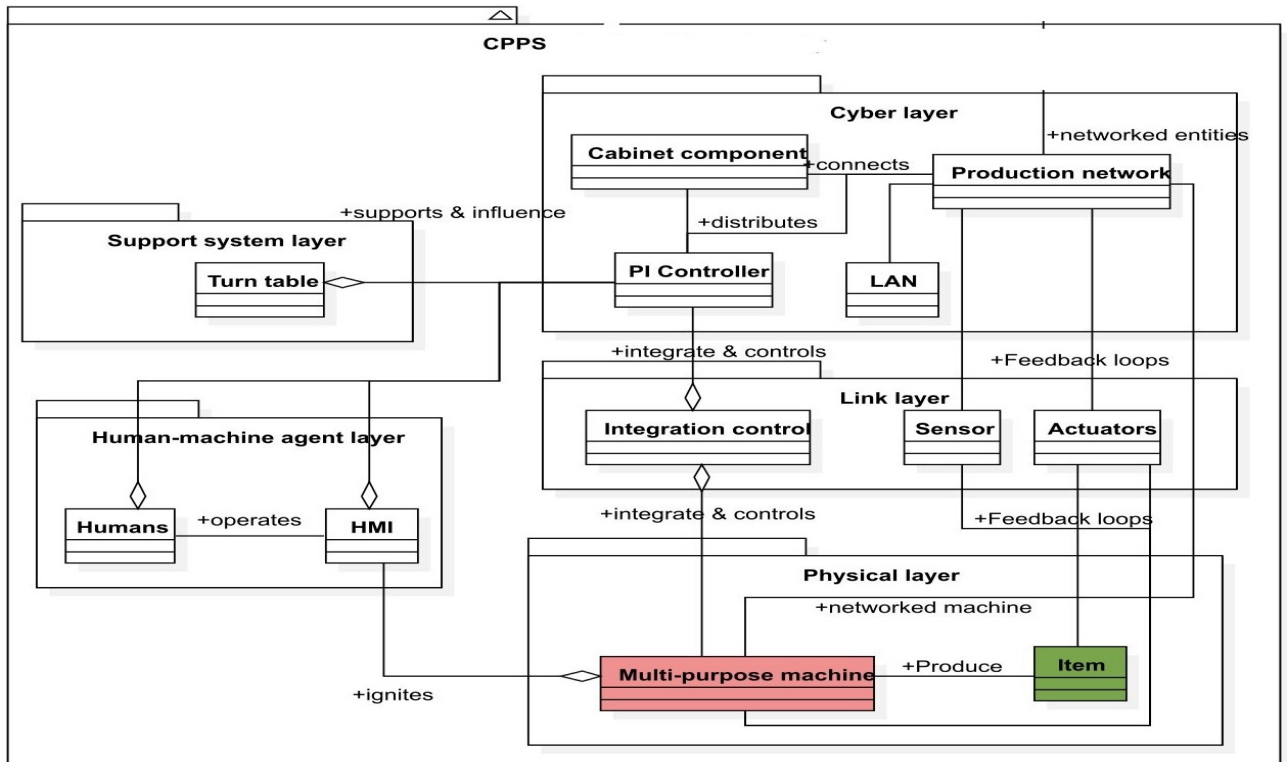 CPPS
Cyber layer
+networked entities
Cabinet component
+connects
Production network
+supports & influence
+distributes
Support system layer
Turn table
PI Controller
LAN
+integrate & controls
+Feedback loops
Link layer
Human-machine agent layer
Integration control
Sensor
Actuators
+integrate & controls
+Feedback loops
Humans
+operates
HMI
Physical layer
+networked machine
Multi-purpose machine
+Produce
Item
+ignites